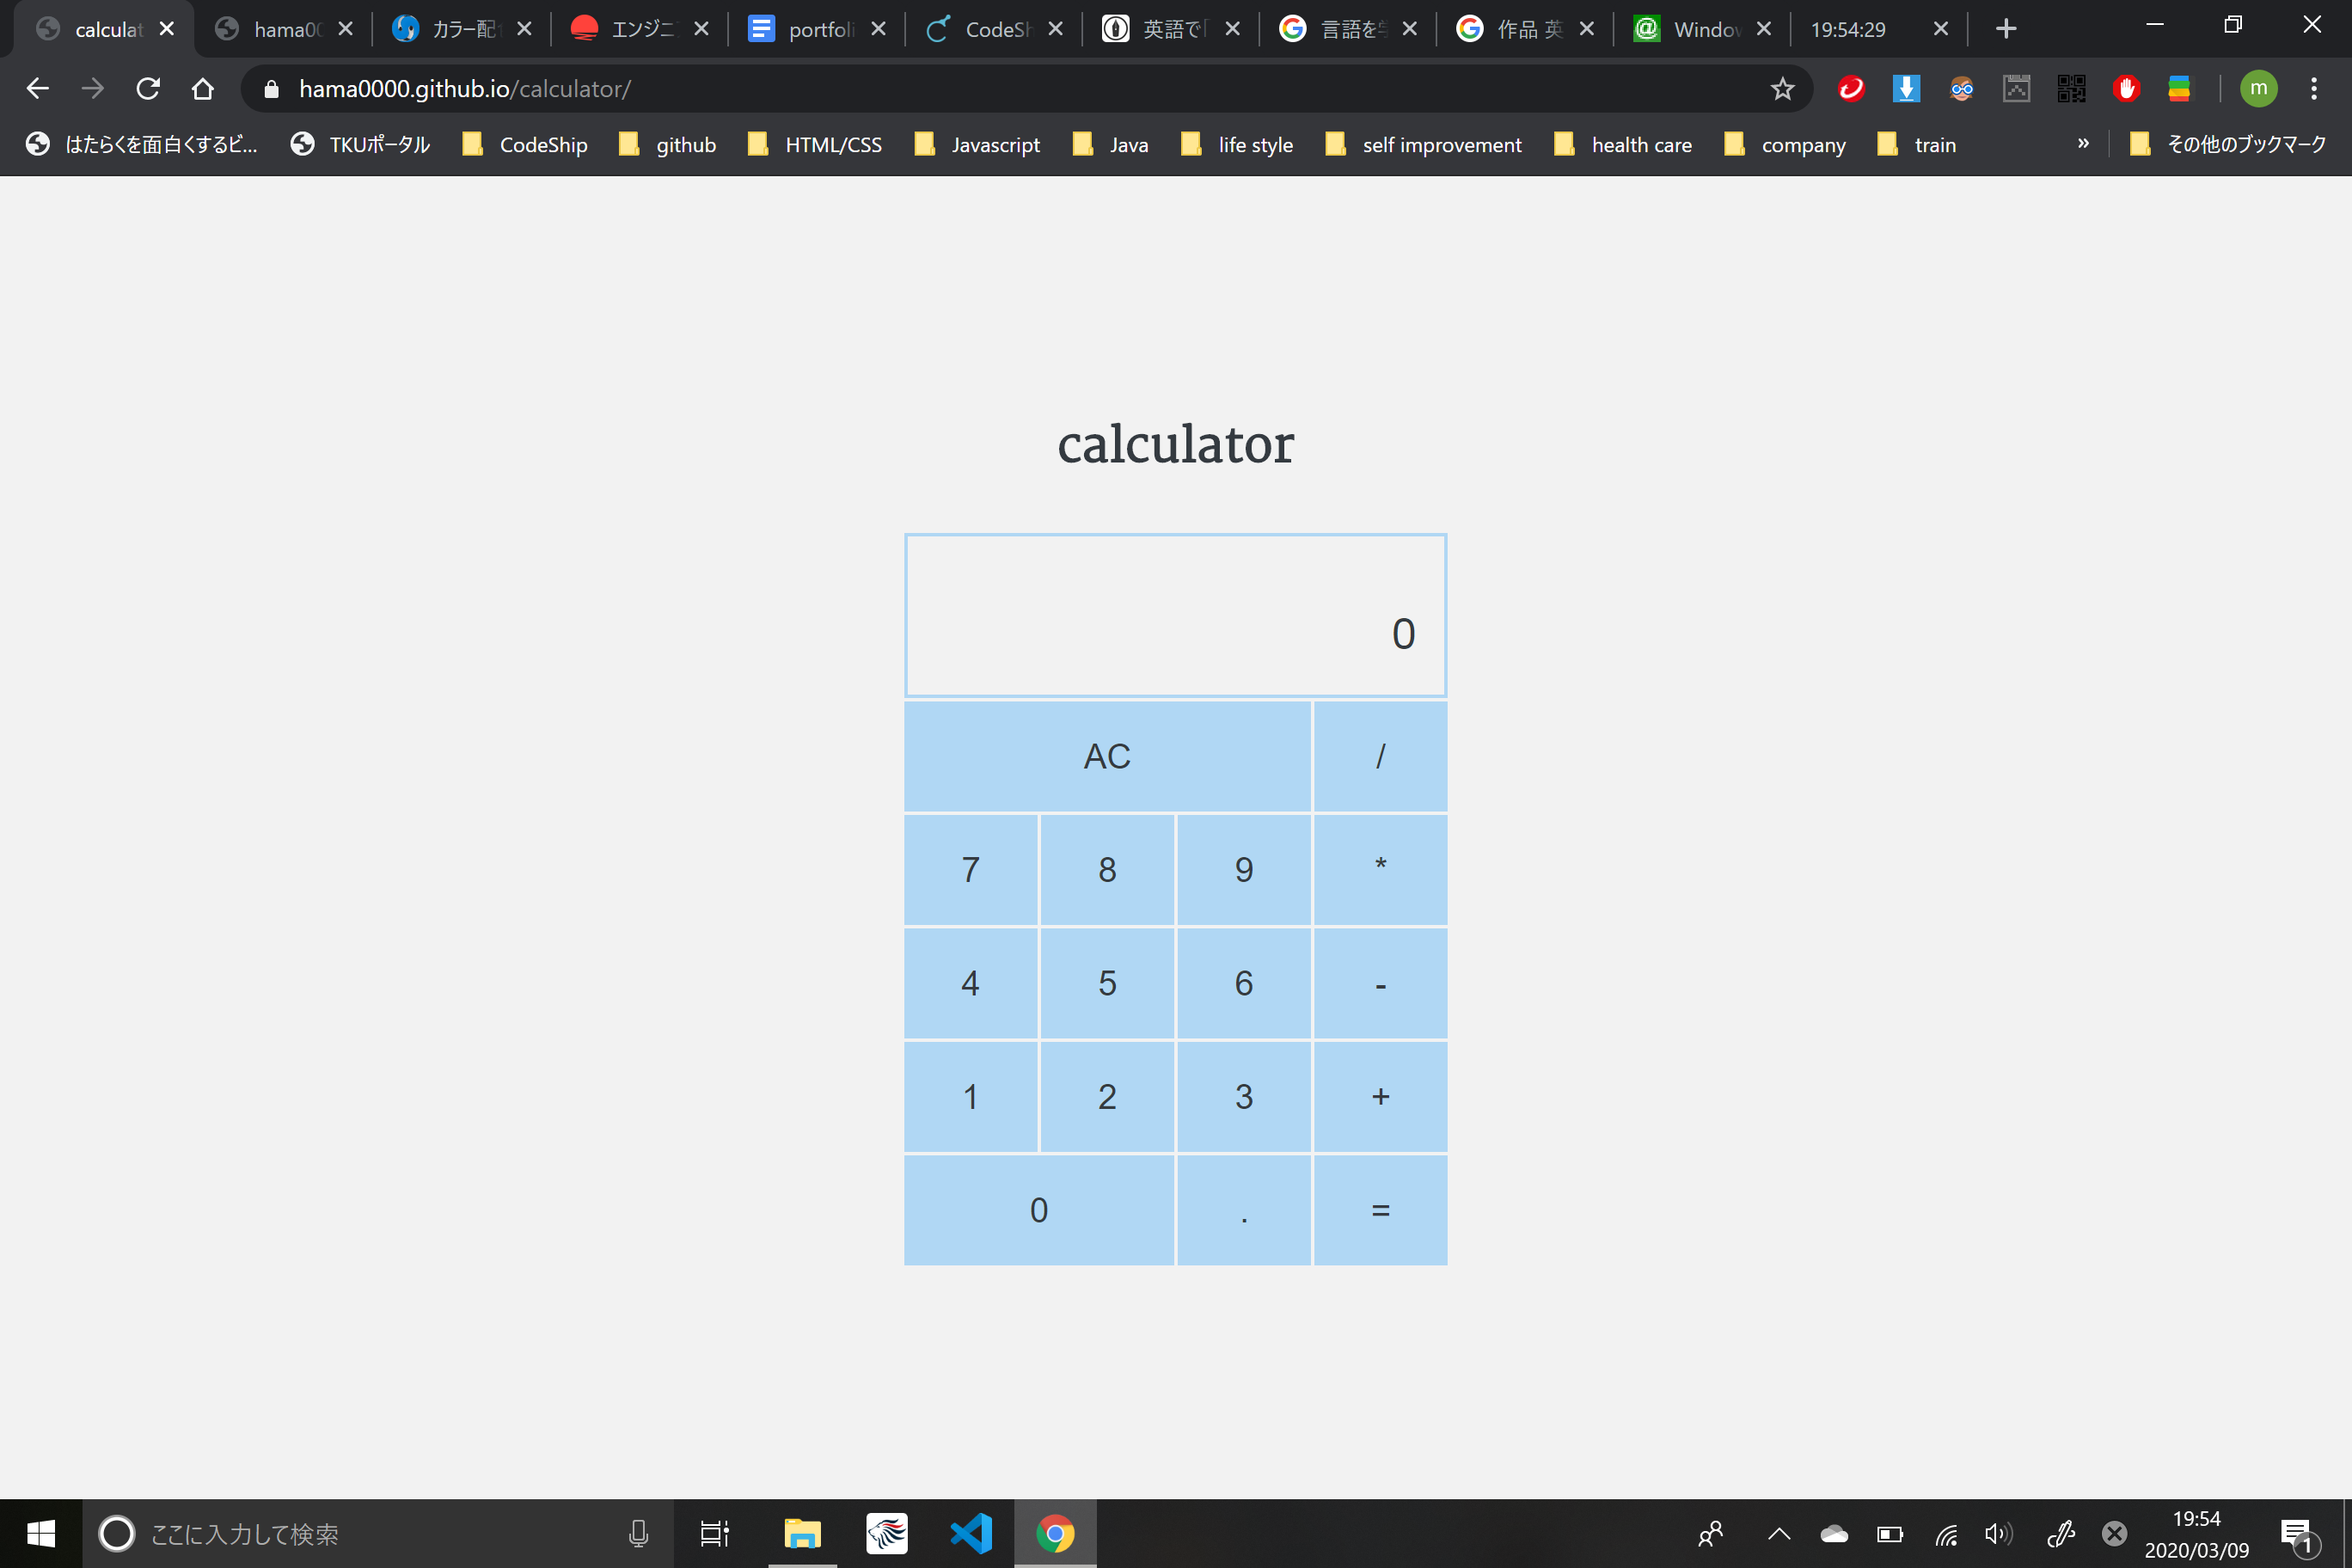 calculat
hama00
カラー配
エンジニ
portfoli
CodeSh
英語で「
言語を学
作品 英
Window
19:54:29
hama0000.github.io/calculator/
m
はたらくを面白くするビ...
TKUポータル
CodeShip
github
HTML/CSS
Javascript
Java
life style
self improvement
health care
company
train
»
その他のブックマーク
calculator
0
AC /
7 8 9 *
4 5 6 -
1 2 3 +
0 . =
ここに入力して検索
19:54
2020/03/09
1